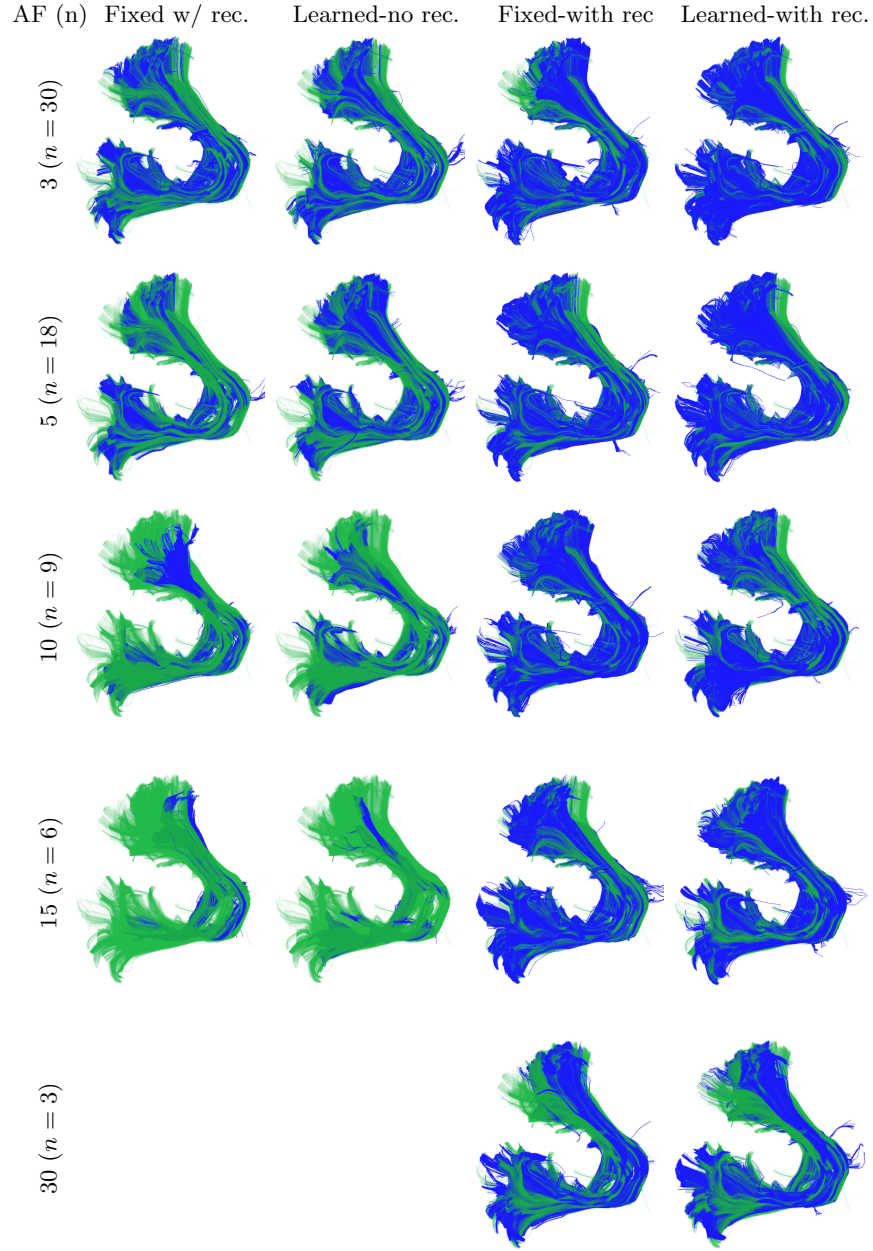 AF (n) Fixed w/ rec. Learned-no rec. Fixed-with rec Learned-with rec.
3 (n = 30)
5 (n = 18)
10 (n = 9)
15 (n = 6)
30 (n = 3)